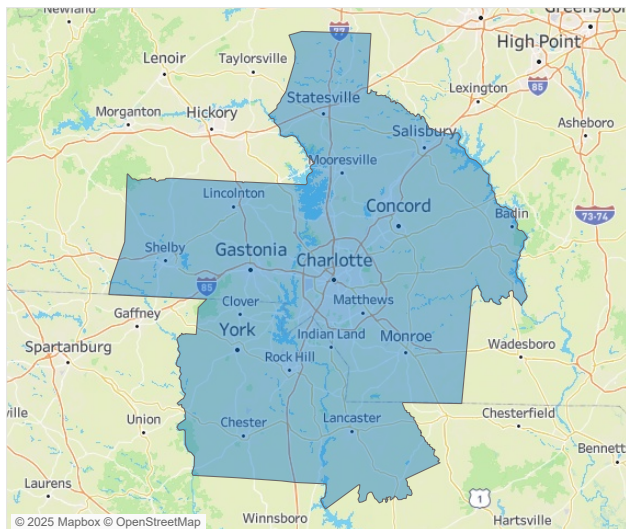 Newland
Greensbo
77
High Point
Lenoir
Taylorsville
85
Statesville
Lexington
Morganton
Hickory
Asheboro
Salisbury
Mooresville
Lincolnton
Concord
Badin
73-74
Shelby
Gastonia
Charlotte
85
Clover
Matthews
Gaffney
York
Indian Land
Monroe
Spartanburg
Rock Hill
Wadesboro
ville
Union
Chester
Lancaster
Chesterfield
Bennett
Laurens
1
Winnsboro
Hartsville
© 2025 Mapbox © OpenStreetMap